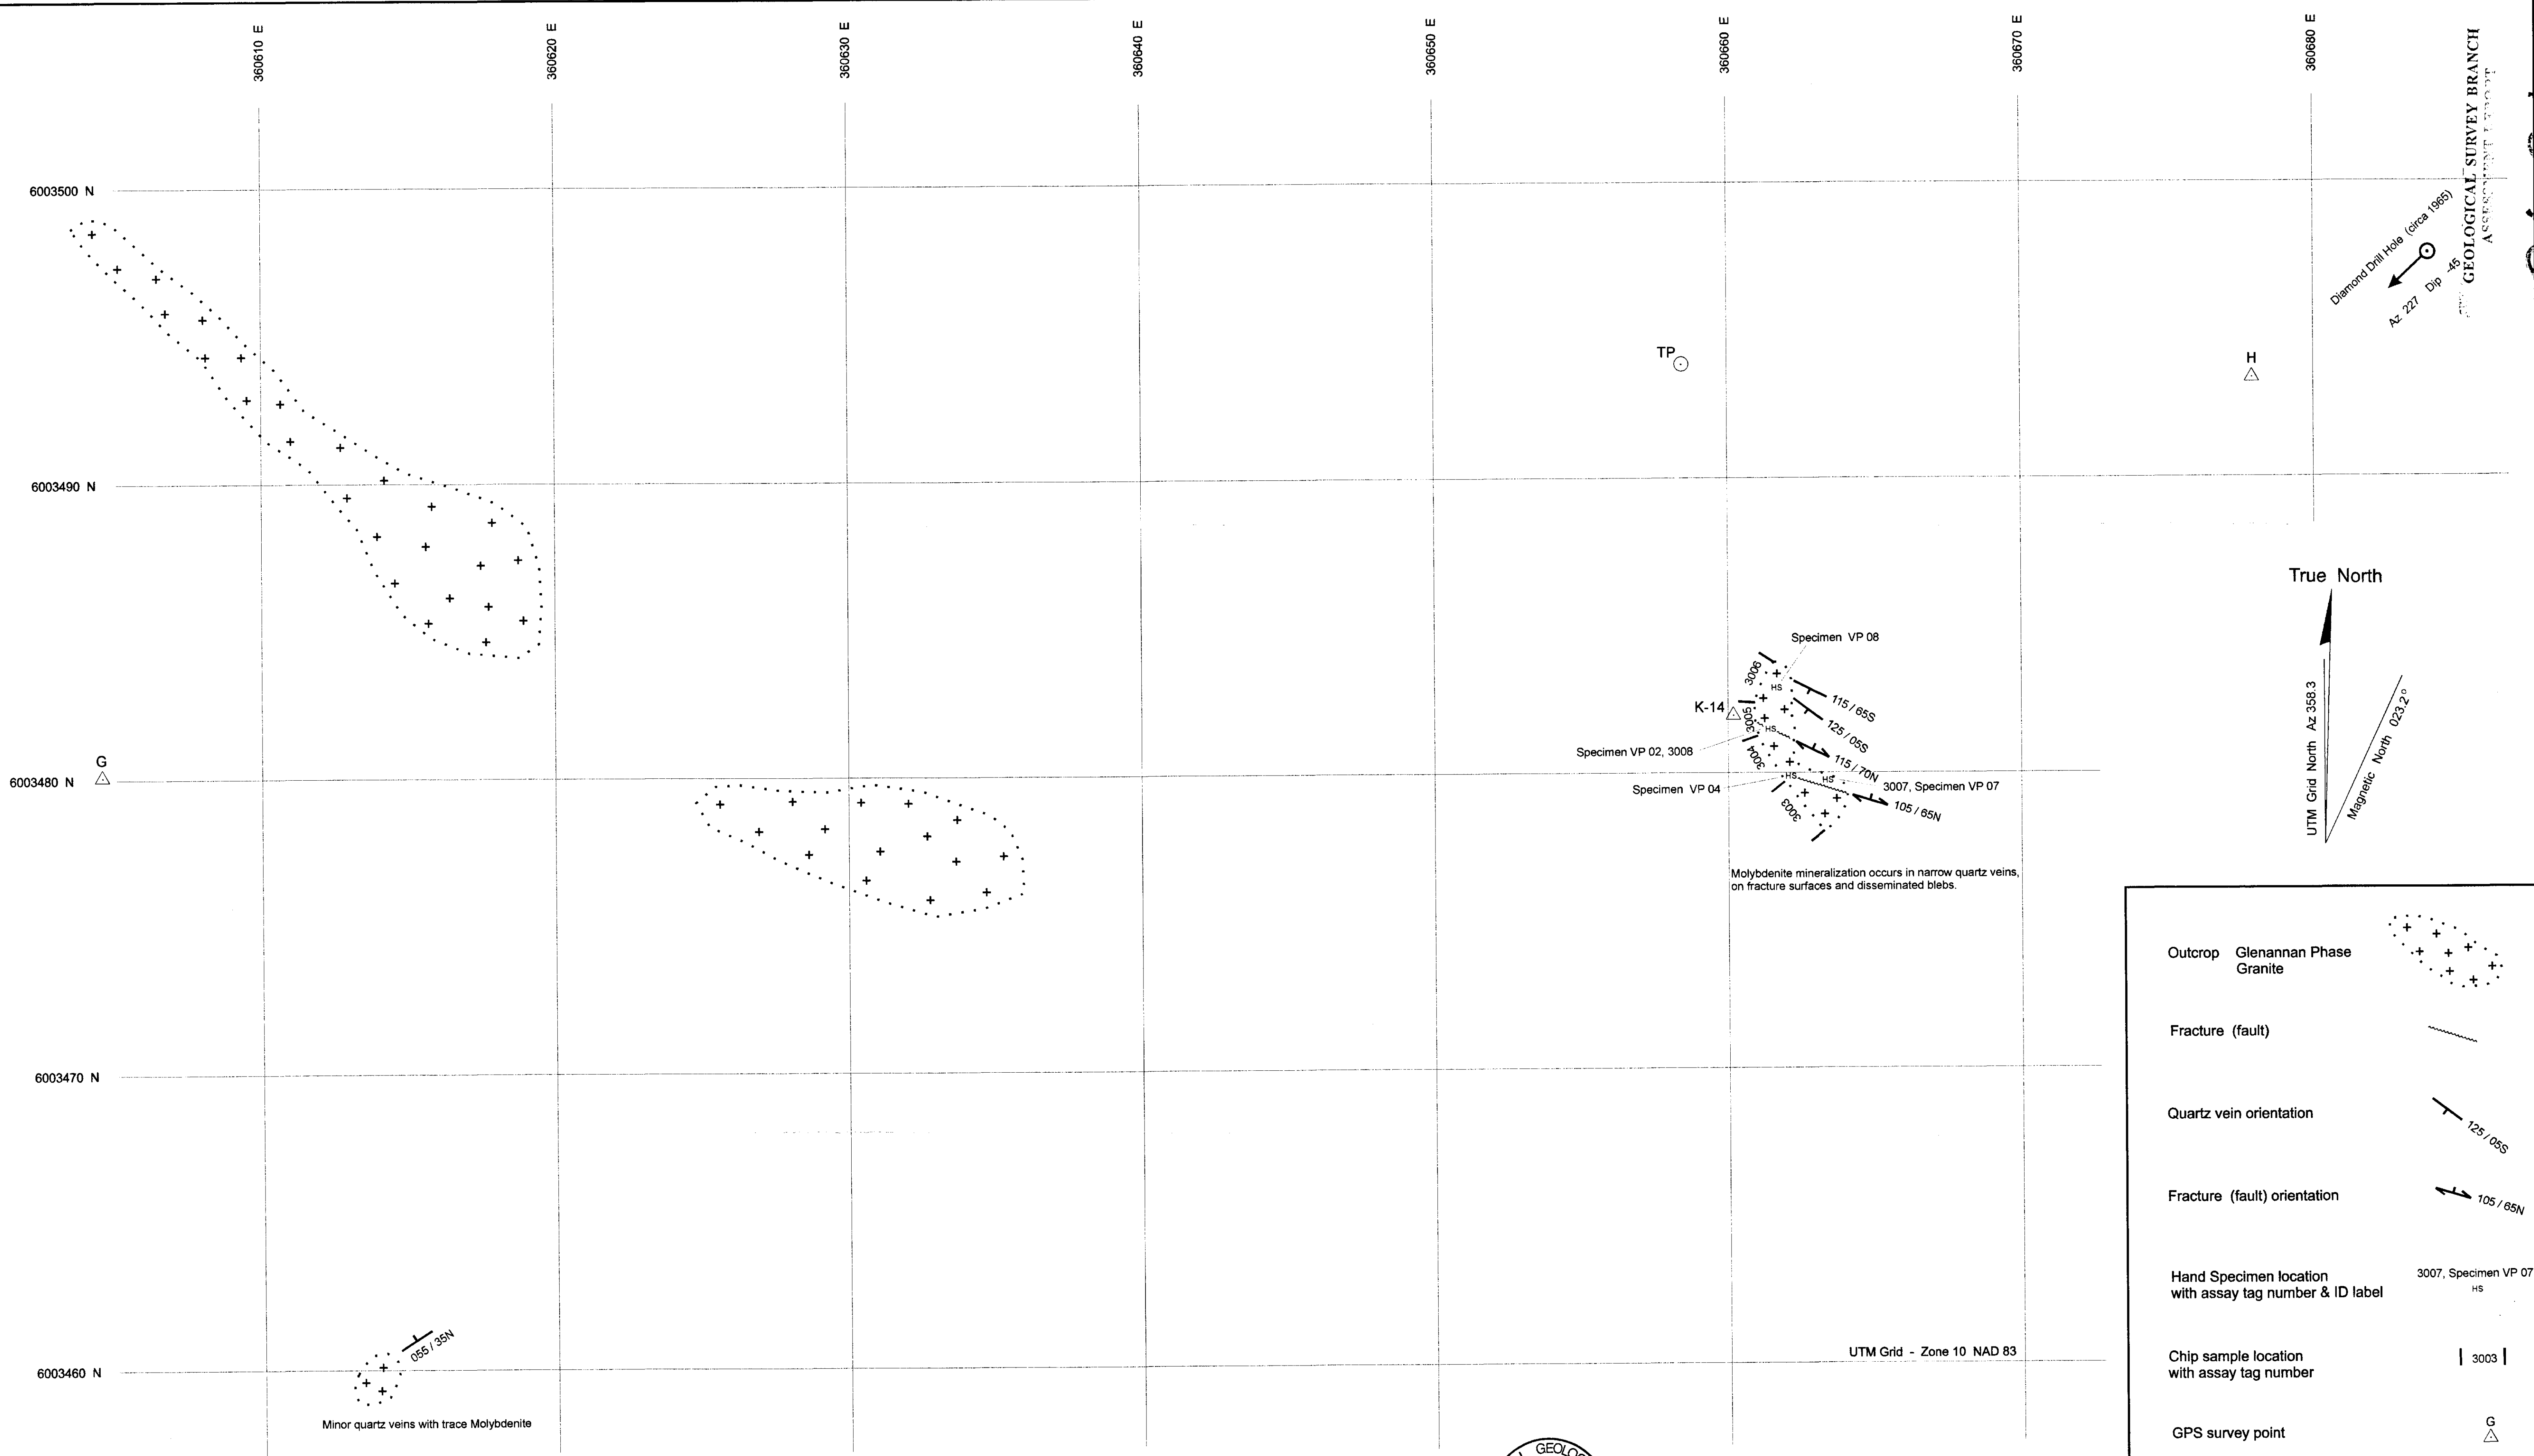 360610 E
360620 E
360630 E
360640 E
360650 E
360660 E
360670 E
360680 E
GEOLOGICAL SURVEY BRANCH
ASSESSMENT REPORT
6003500 N
Diamond Drill Hole (circa 1965)
Az 227 Dip -45
TP
H
6003490 N
True North
UTM Grid North Az 358.3
Magnetic North 023.2°
Specimen VP 08
3006
HS
115 / 65S
K-14
3005
125 / 05S
HS
Specimen VP 02, 3008
3004
115 / 70N
G
6003480 N
HS
HS
3007, Specimen VP 07
Specimen VP 04
3003
105 / 65N
Molybdenite mineralization occurs in narrow quartz veins,
on fracture surfaces and disseminated blebs.
Outcrop Glenannan Phase
Granite
Fracture (fault)
6003470 N
Quartz vein orientation
125 / 05S
Fracture (fault) orientation
105 / 65N
Hand Specimen location
with assay tag number & ID label
3007, Specimen VP 07
HS
055 / 35N
UTM Grid - Zone 10 NAD 83
Chip sample location
with assay tag number
3003
6003460 N
Minor quartz veins with trace Molybdenite
GPS survey point
G